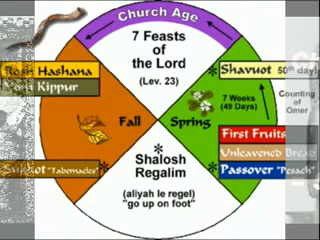 Church Age
7 Feasts
of the
Lord
(Lev. 23)
Rosh Hashana
Kippur
Shavuot 50th day
7 Weeks
(49 Days)
Counting
of
Omer
Fall
Spring
First Fruits
Unleavened Bread
Passover "Pesach"
Sukkot "Tabernacles"
Shalosh
Regalim
(aliyah le regel)
"go up on foot"